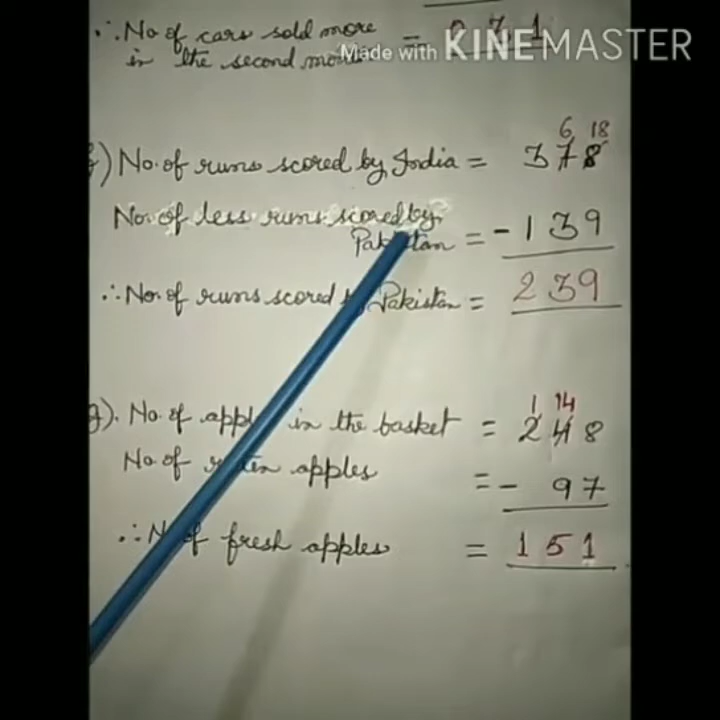 ∴ No of cars sold more
in the second = 
Made with KINEMASTER
6 18
f) No. of runs scored by India = 378
No. of less runs scored by
Pakistan = - 139
∴ No. of runs scored by Pakistan = 239
1 14
g). No. of apples in the basket = 248
No of rotten apples = - 97
∴ No of fresh apples = 151